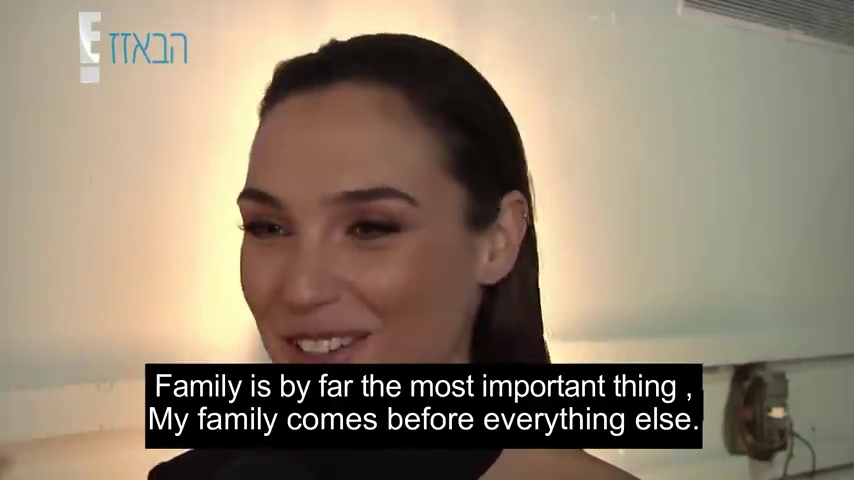 E!
הבאזז
Family is by far the most important thing ,
My family comes before everything else.